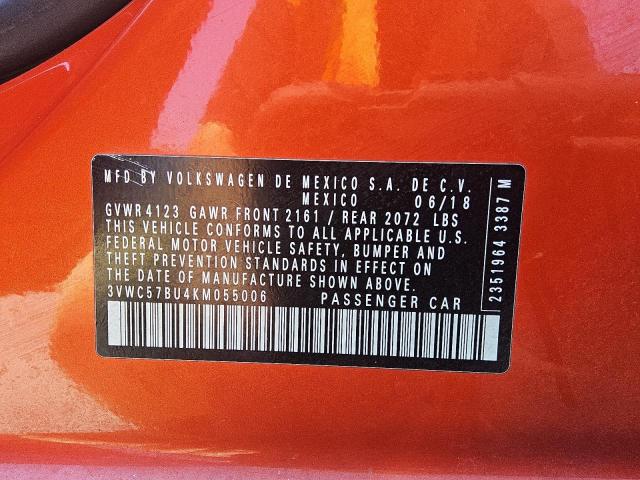 MFD BY VOLKSWAGEN DE MEXICO S.A. DE C.V.
MEXICO 06/18
GVWR 4123 GAWR FRONT 2161 / REAR 2072 LBS
THIS VEHICLE CONFORMS TO ALL APPLICABLE U.S.
FEDERAL MOTOR VEHICLE SAFETY, BUMPER AND
THEFT PREVENTION STANDARDS IN EFFECT ON
THE DATE OF MANUFACTURE SHOWN ABOVE.
3VWC57BU4KM055006 PASSENGER CAR
2351964 3387 M